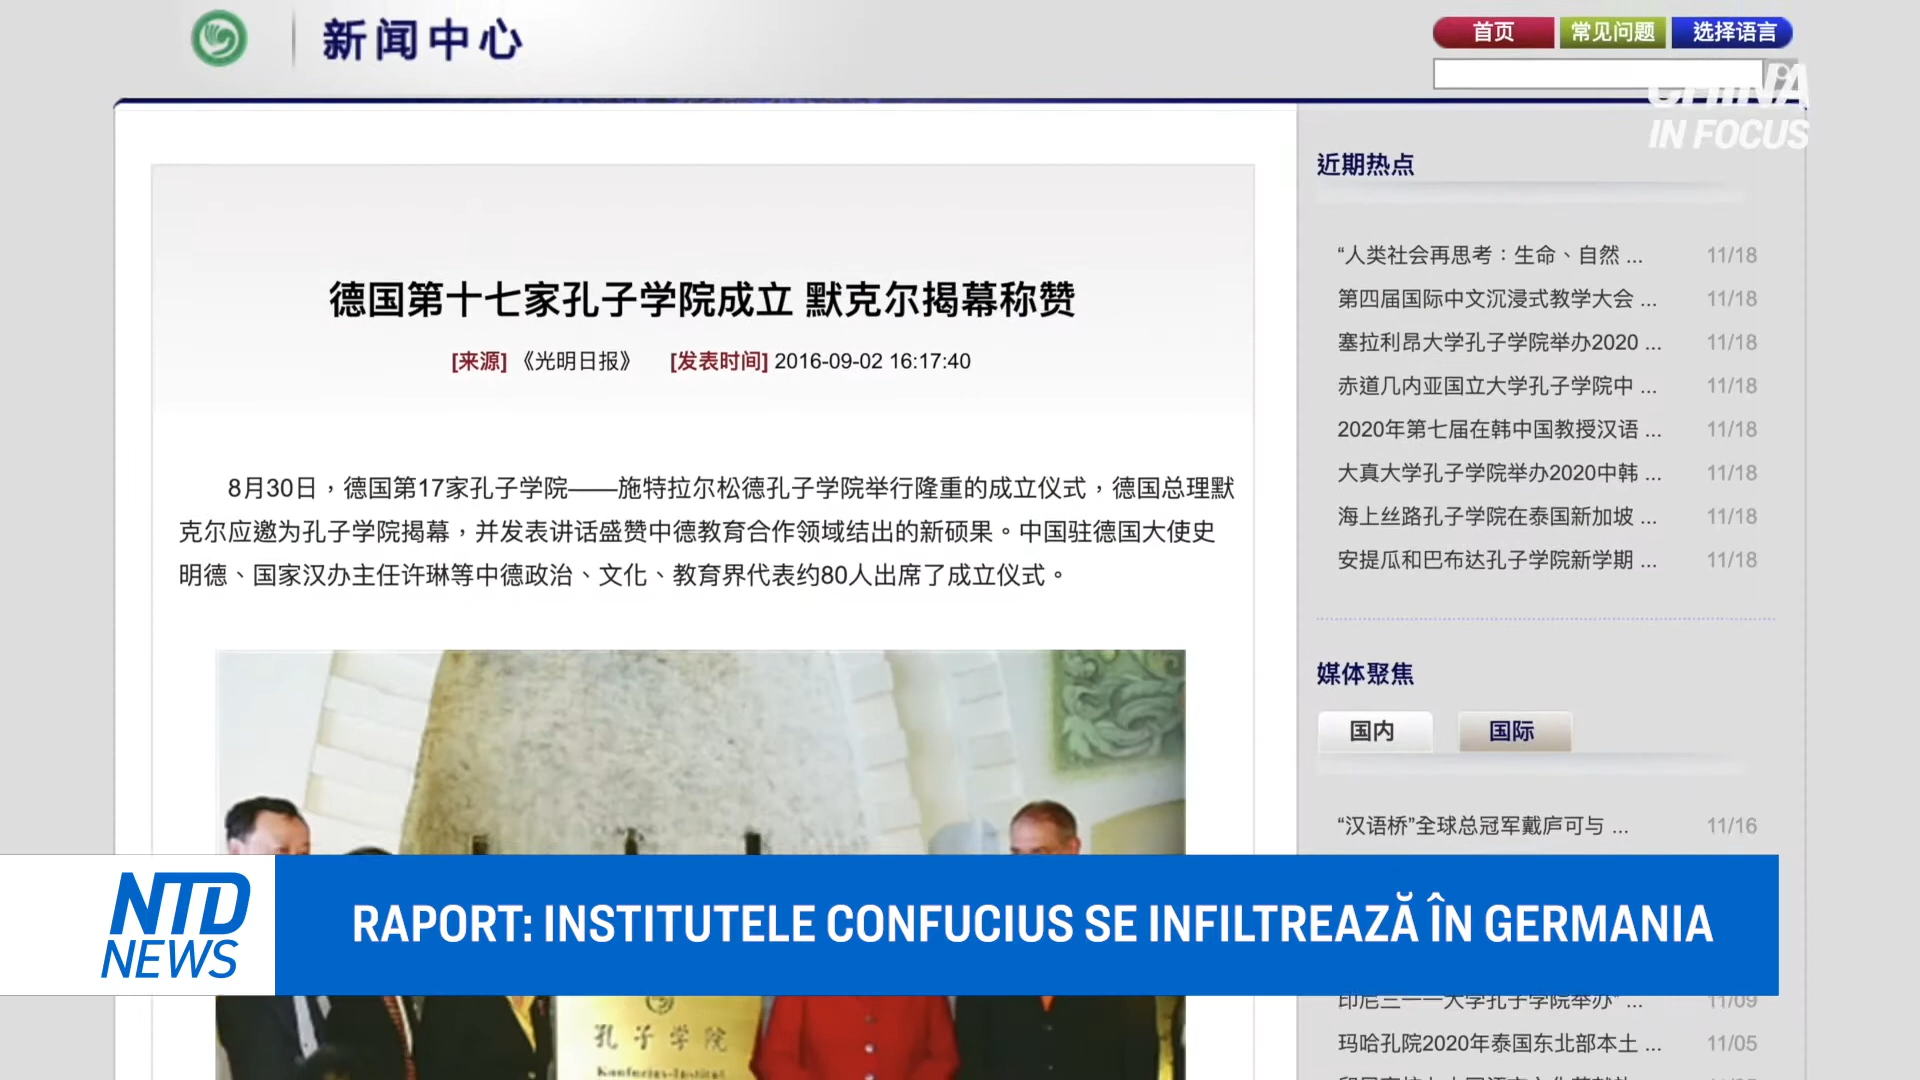 新闻中心
首页
常见问题
选择语言
CHINA
IN FOCUS
德国第十七家孔子学院成立 默克尔揭幕称赞
[来源]《光明日报》 [发表时间] 2016-09-02 16:17:40
8月30日，德国第17家孔子学院——施特拉尔松德孔子学院举行隆重的成立仪式，德国总理默
克尔应邀为孔子学院揭幕，并发表讲话盛赞中德教育合作领域结出的新硕果。中国驻德国大使史
明德、国家汉办主任许琳等中德政治、文化、教育界代表约80人出席了成立仪式。
孔子学院
Konfuzius-Institut
近期热点
“人类社会再思考：生命、自然 ... 11/18
第四届国际中文沉浸式教学大会 ... 11/18
塞拉利昂大学孔子学院举办2020 ... 11/18
赤道几内亚国立大学孔子学院中 ... 11/18
2020年第七届在韩中国教授汉语 ... 11/18
大真大学孔子学院举办2020中韩 ... 11/18
海上丝路孔子学院在泰国新加坡 ... 11/18
安提瓜和巴布达孔子学院新学期 ... 11/18
媒体聚焦
国内
国际
“汉语桥”全球总冠军戴庐可与 ... 11/16
印尼三一一大学孔子学院举办” ... 11/09
玛哈孔院2020年泰国东北部本土 ... 11/05
NTD
NEWS
RAPORT: INSTITUTELE CONFUCIUS SE INFILTREAZĂ ÎN GERMANIA